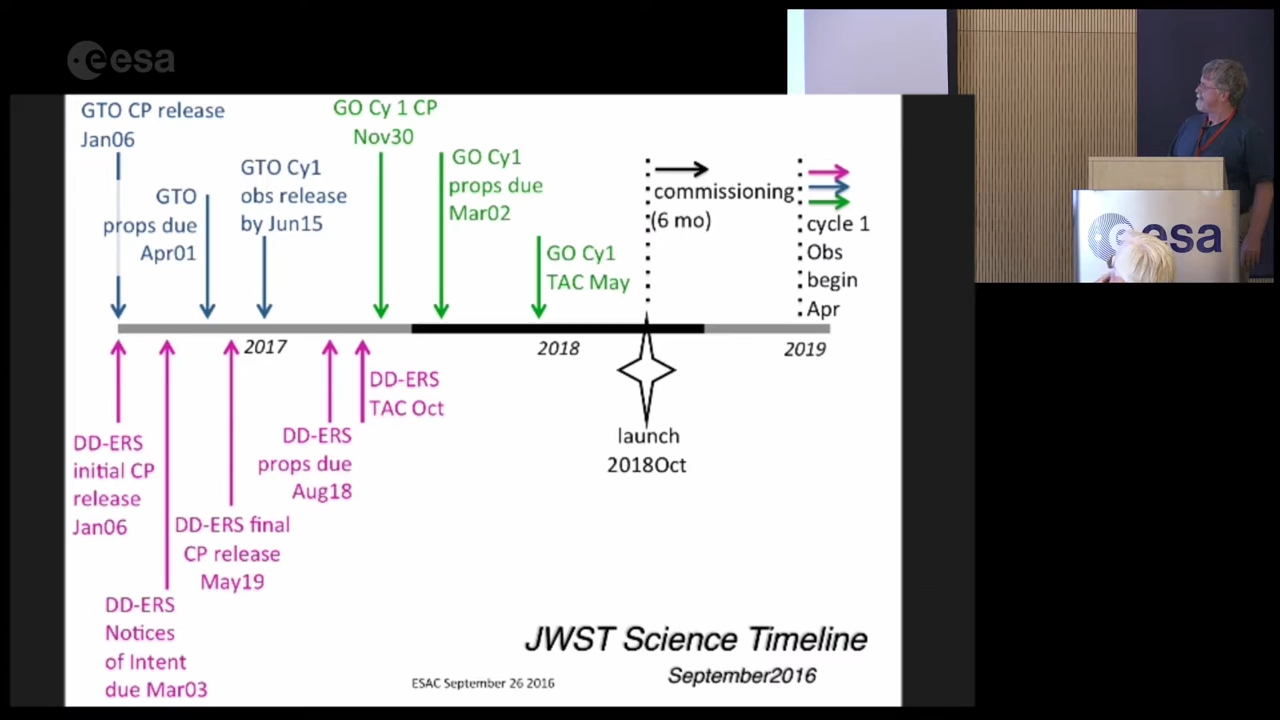 esa
GTO CP release
Jan06
GO Cy 1 CP
Nov30
GTO
props due
Apr01
GTO Cy1
obs release
by Jun15
GO Cy1
props due
Mar02
GO Cy1
TAC May
commissioning
(6 mo)
cycle 1
Obs
begin
Apr
esa
2017
2018
2019
DD-ERS
initial CP
release
Jan06
DD-ERS
Notices
of Intent
due Mar03
DD-ERS final
CP release
May19
DD-ERS
props due
Aug18
DD-ERS
TAC Oct
launch
2018Oct
JWST Science Timeline
September2016
ESAC September 26 2016